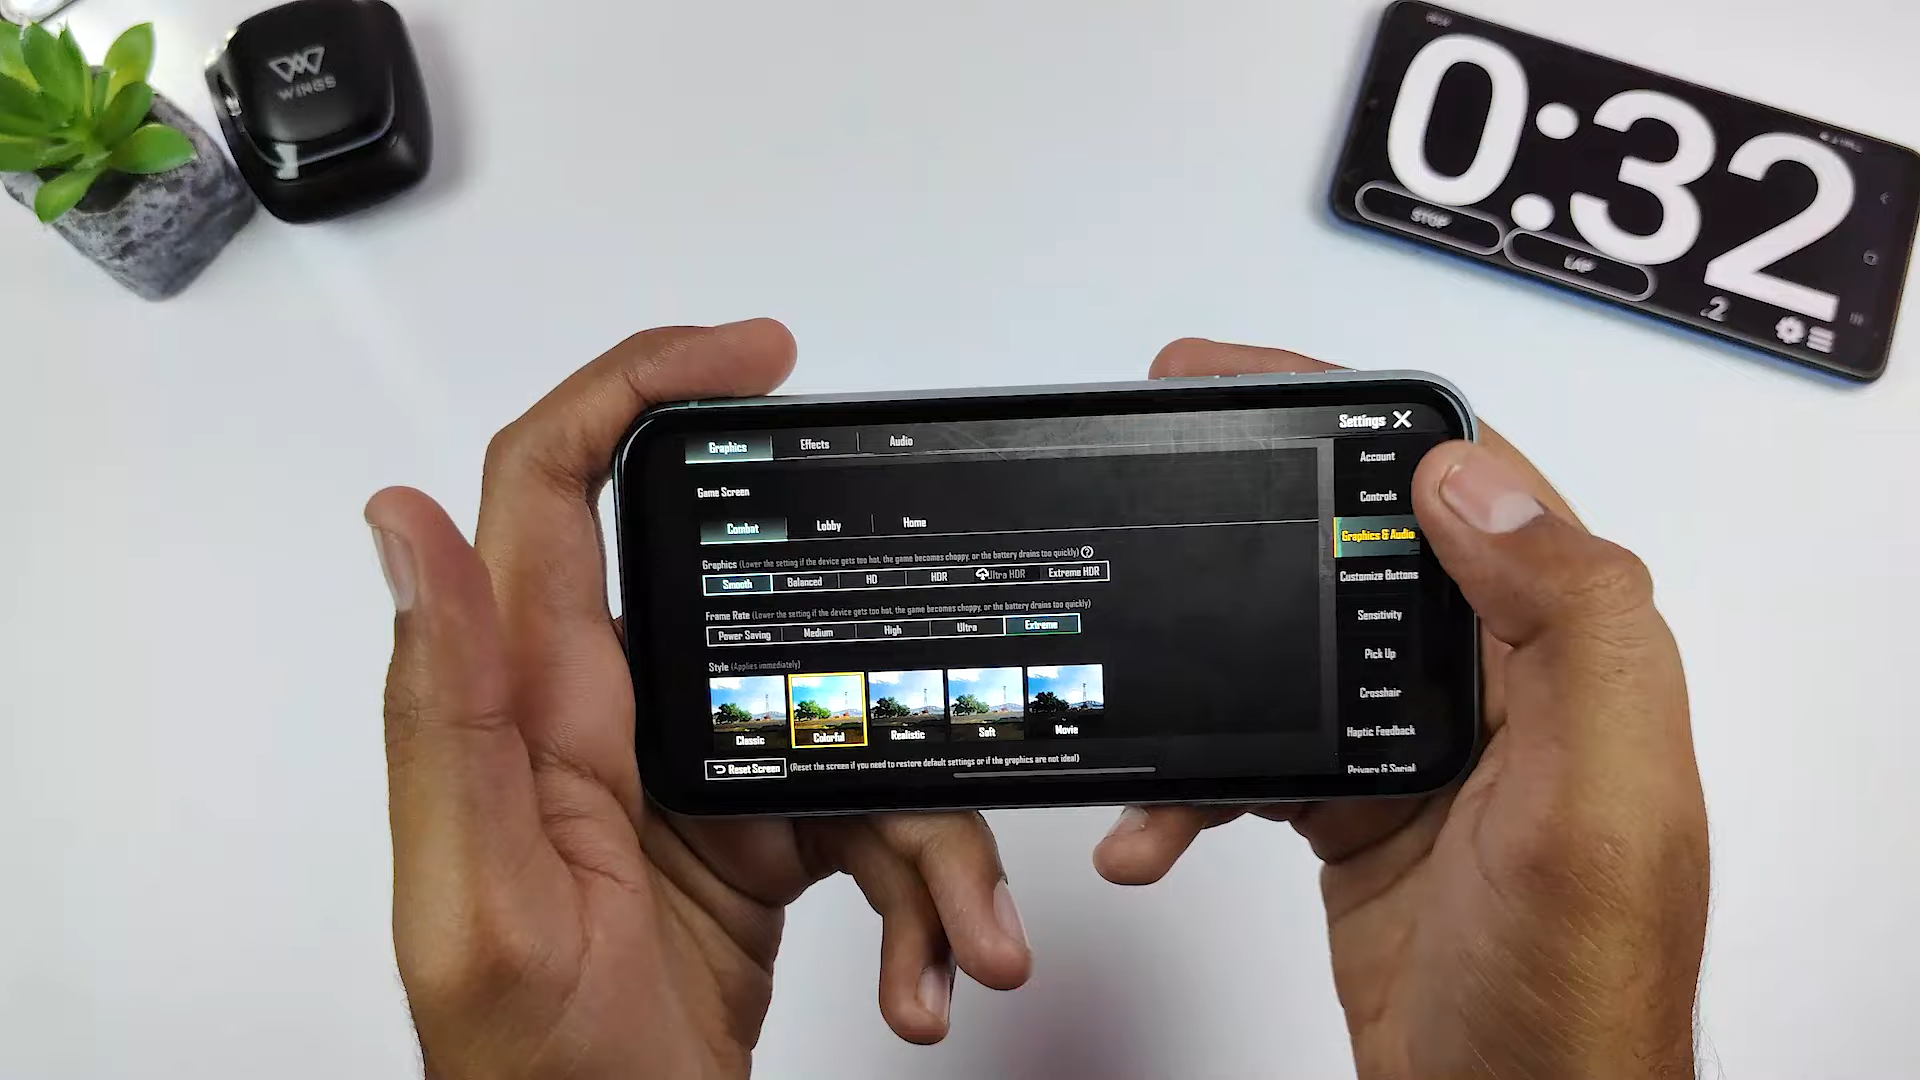 WINGS
0:32
STOP
LAP
2
Settings X
Graphics Effects Audio
Account
Game Screen
Controls
Combat Lobby Home
Graphics & Audio
Graphics (Lower the setting if the device gets too hot, the game becomes choppy, or the battery drains too quickly) ?
Smooth Balanced HD HDR Ultra HDR Extreme HDR
Customize Buttons
Frame Rate (Lower the setting if the device gets too hot, the game becomes choppy, or the battery drains too quickly)
Power Saving Medium High Ultra Extreme
Sensitivity
Style (Applies immediately)
Pick Up
Crosshair
Classic Colorful Realistic Soft Movie
Haptic Feedback
Reset Screen (Reset the screen if you need to restore default settings or if the graphics are not ideal)
Privacy & Social